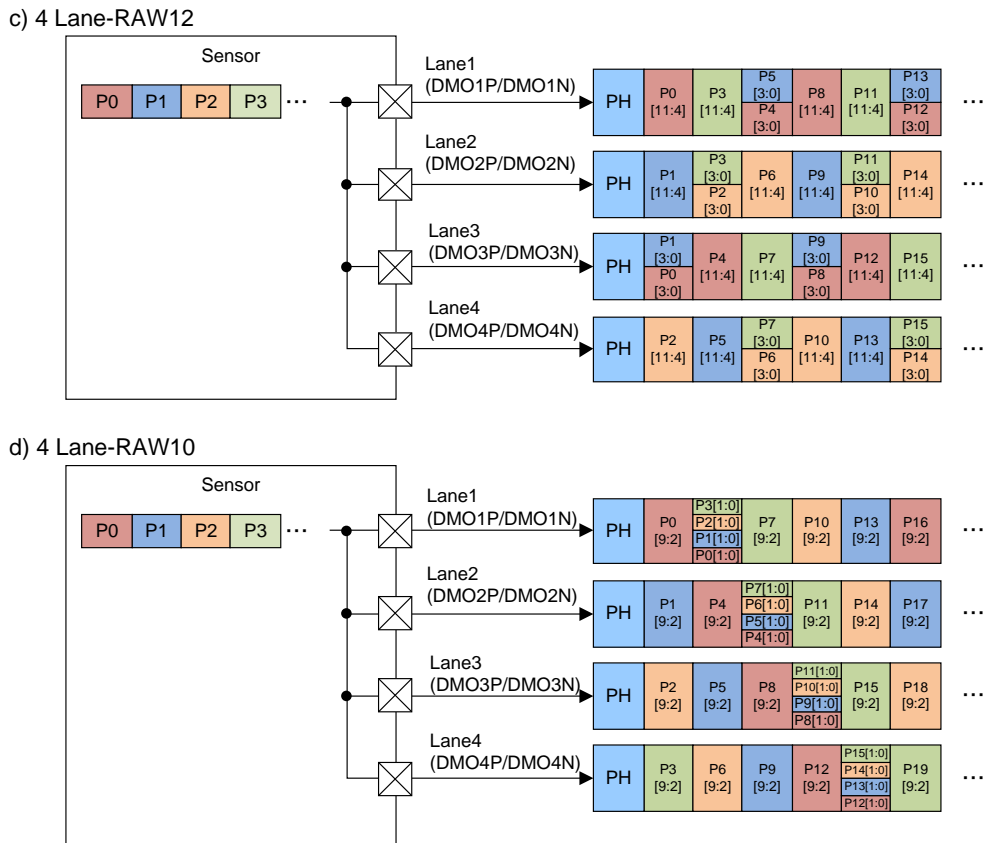 c) 4 Lane-RAW12
Sensor
P0 P1 P2 P3 ...
Lane1
(DMO1P/DMO1N)
PH
P0
[11:4]
P3
[11:4]
P5
[3:0]
P4
[3:0]
P8
[11:4]
P11
[11:4]
P13
[3:0]
P12
[3:0]
...
Lane2
(DMO2P/DMO2N)
PH
P1
[11:4]
P3
[3:0]
P2
[3:0]
P6
[11:4]
P9
[11:4]
P11
[3:0]
P10
[3:0]
P14
[11:4]
...
Lane3
(DMO3P/DMO3N)
PH
P1
[3:0]
P0
[3:0]
P4
[11:4]
P7
[11:4]
P9
[3:0]
P8
[3:0]
P12
[11:4]
P15
[11:4]
...
Lane4
(DMO4P/DMO4N)
PH
P2
[11:4]
P5
[11:4]
P7
[3:0]
P6
[3:0]
P10
[11:4]
P13
[11:4]
P15
[3:0]
P14
[3:0]
...
d) 4 Lane-RAW10
Sensor
P0 P1 P2 P3 ...
Lane1
(DMO1P/DMO1N)
PH
P0
[9:2]
P3[1:0]
P2[1:0]
P1[1:0]
P0[1:0]
P7
[9:2]
P10
[9:2]
P13
[9:2]
P16
[9:2]
...
Lane2
(DMO2P/DMO2N)
PH
P1
[9:2]
P4
[9:2]
P7[1:0]
P6[1:0]
P5[1:0]
P4[1:0]
P11
[9:2]
P14
[9:2]
P17
[9:2]
...
Lane3
(DMO3P/DMO3N)
PH
P2
[9:2]
P5
[9:2]
P8
[9:2]
P11[1:0]
P10[1:0]
P9[1:0]
P8[1:0]
P15
[9:2]
P18
[9:2]
...
Lane4
(DMO4P/DMO4N)
PH
P3
[9:2]
P6
[9:2]
P9
[9:2]
P12
[9:2]
P15[1:0]
P14[1:0]
P13[1:0]
P12[1:0]
P19
[9:2]
...